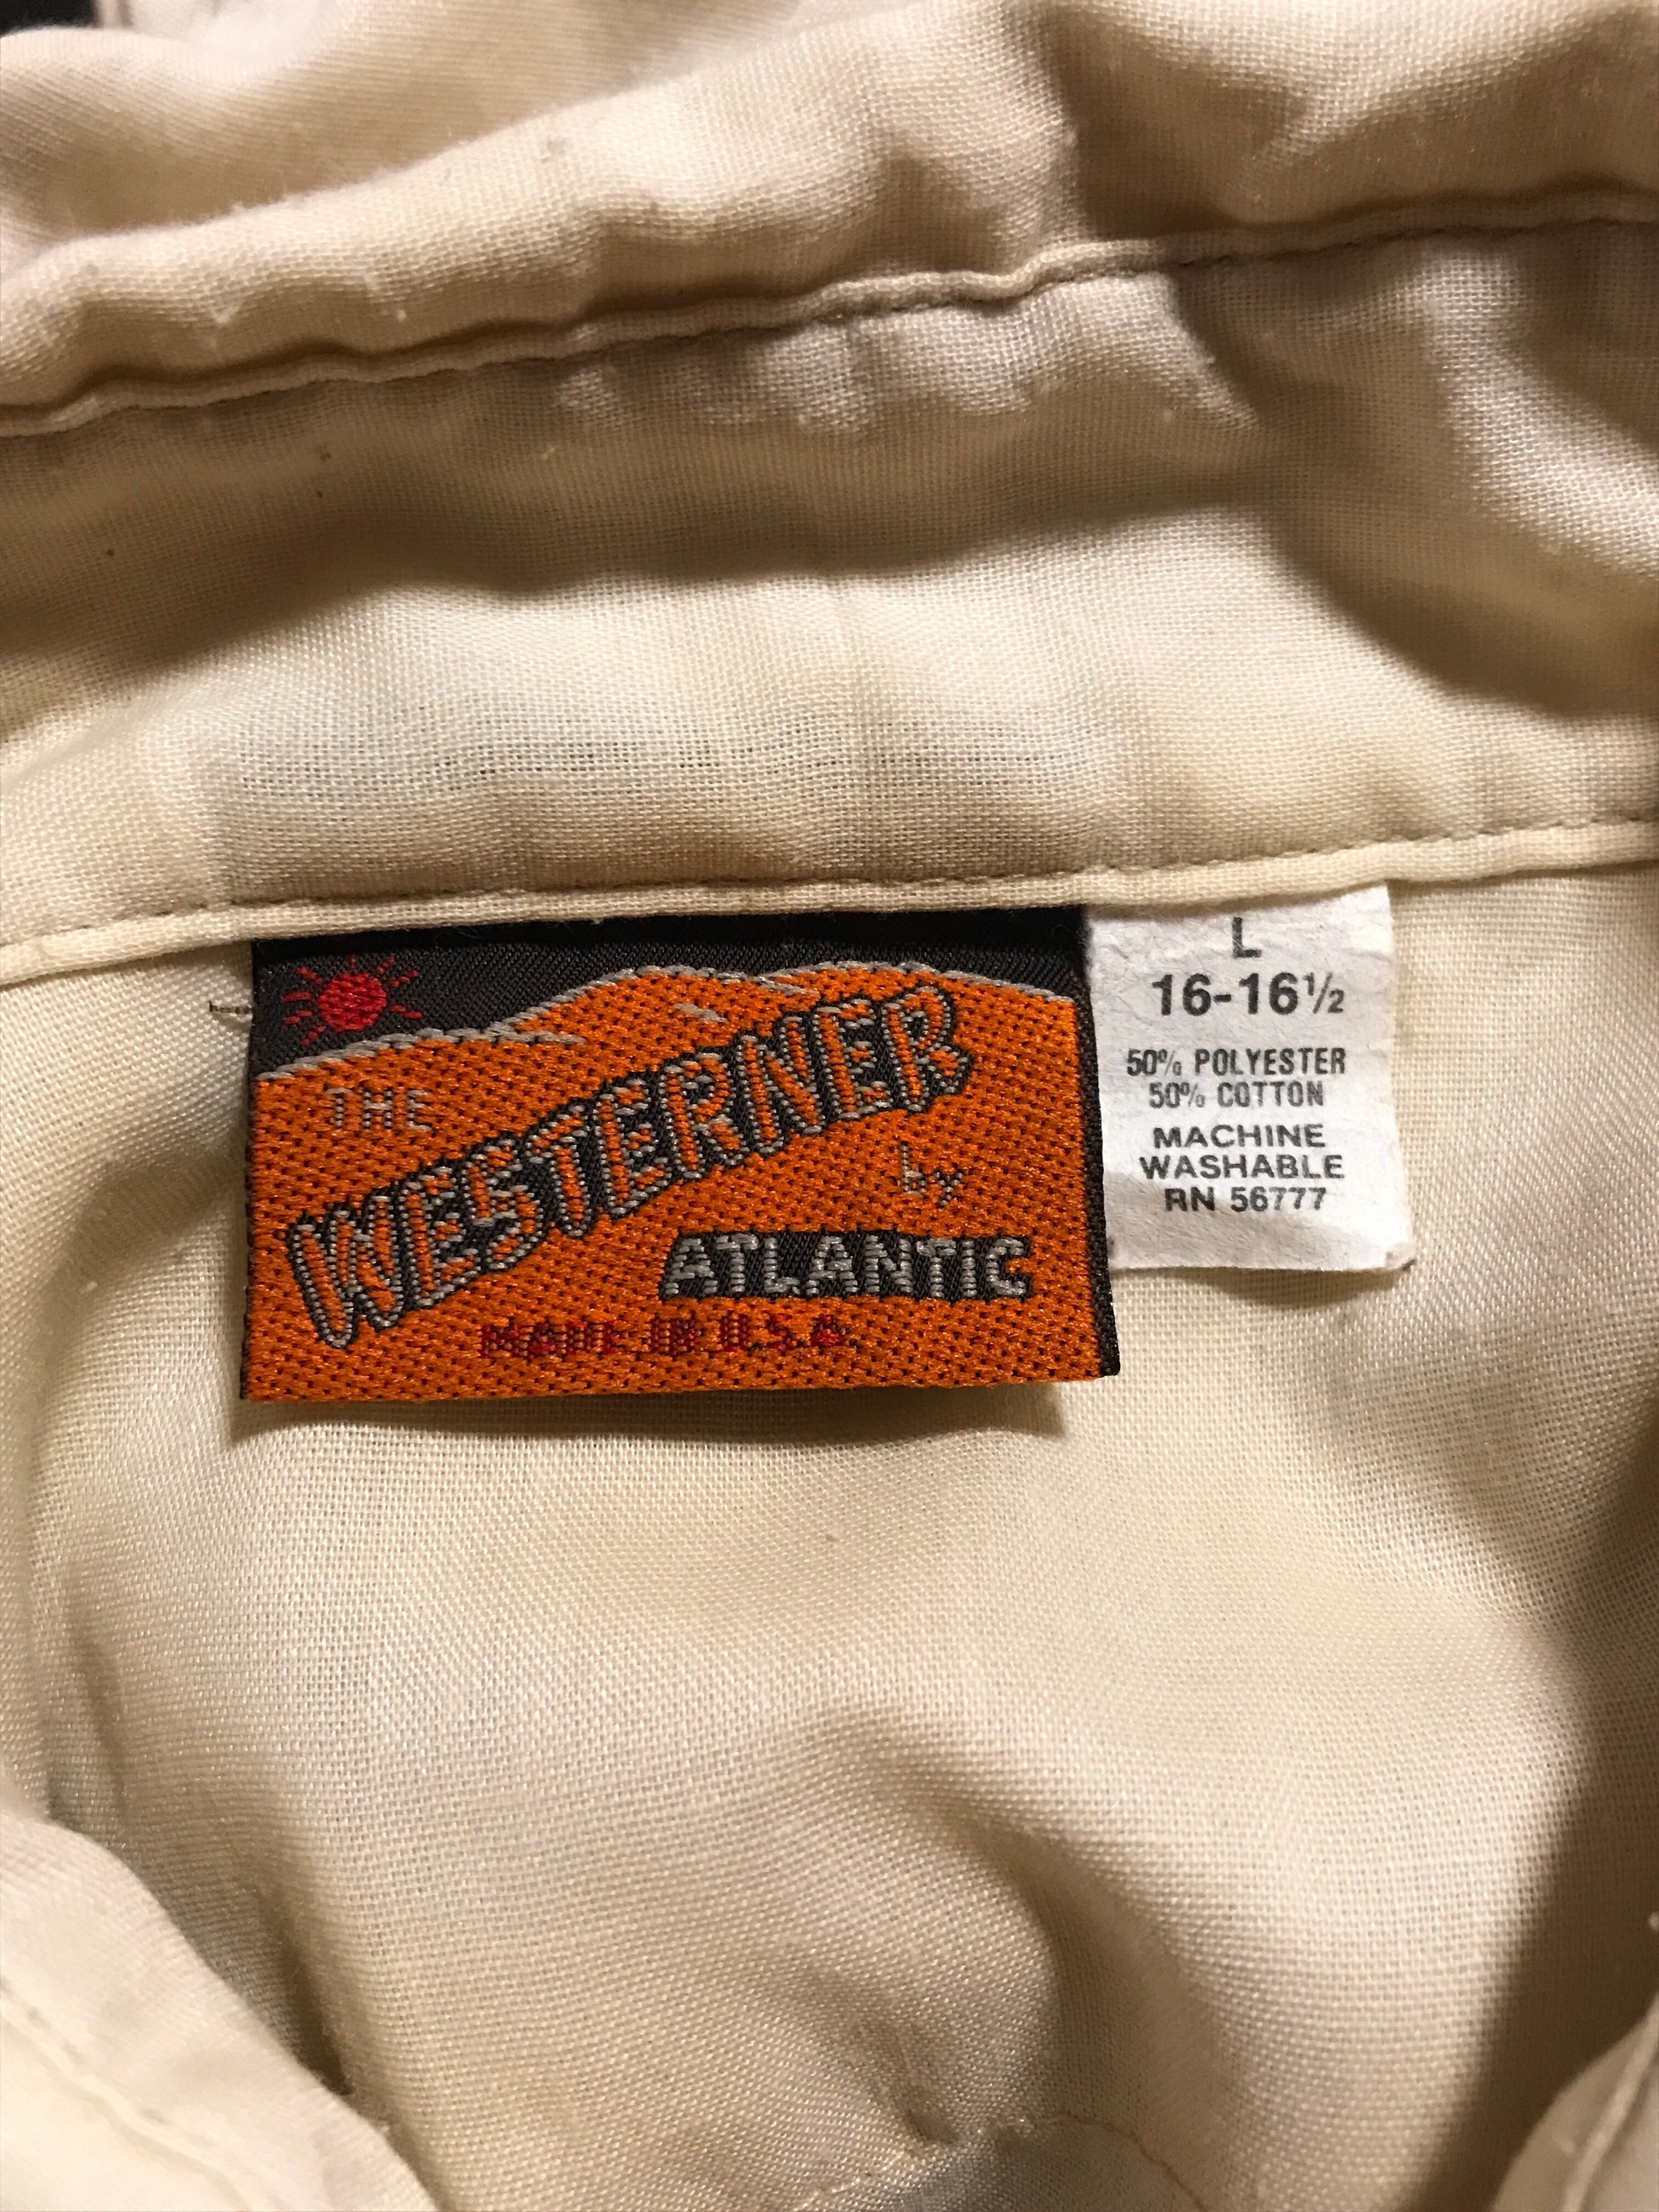 THE
WESTERNER
by
ATLANTIC
MADE IN U.S.A
L
16-16½
50% POLYESTER
50% COTTON
MACHINE
WASHABLE
RN 56777